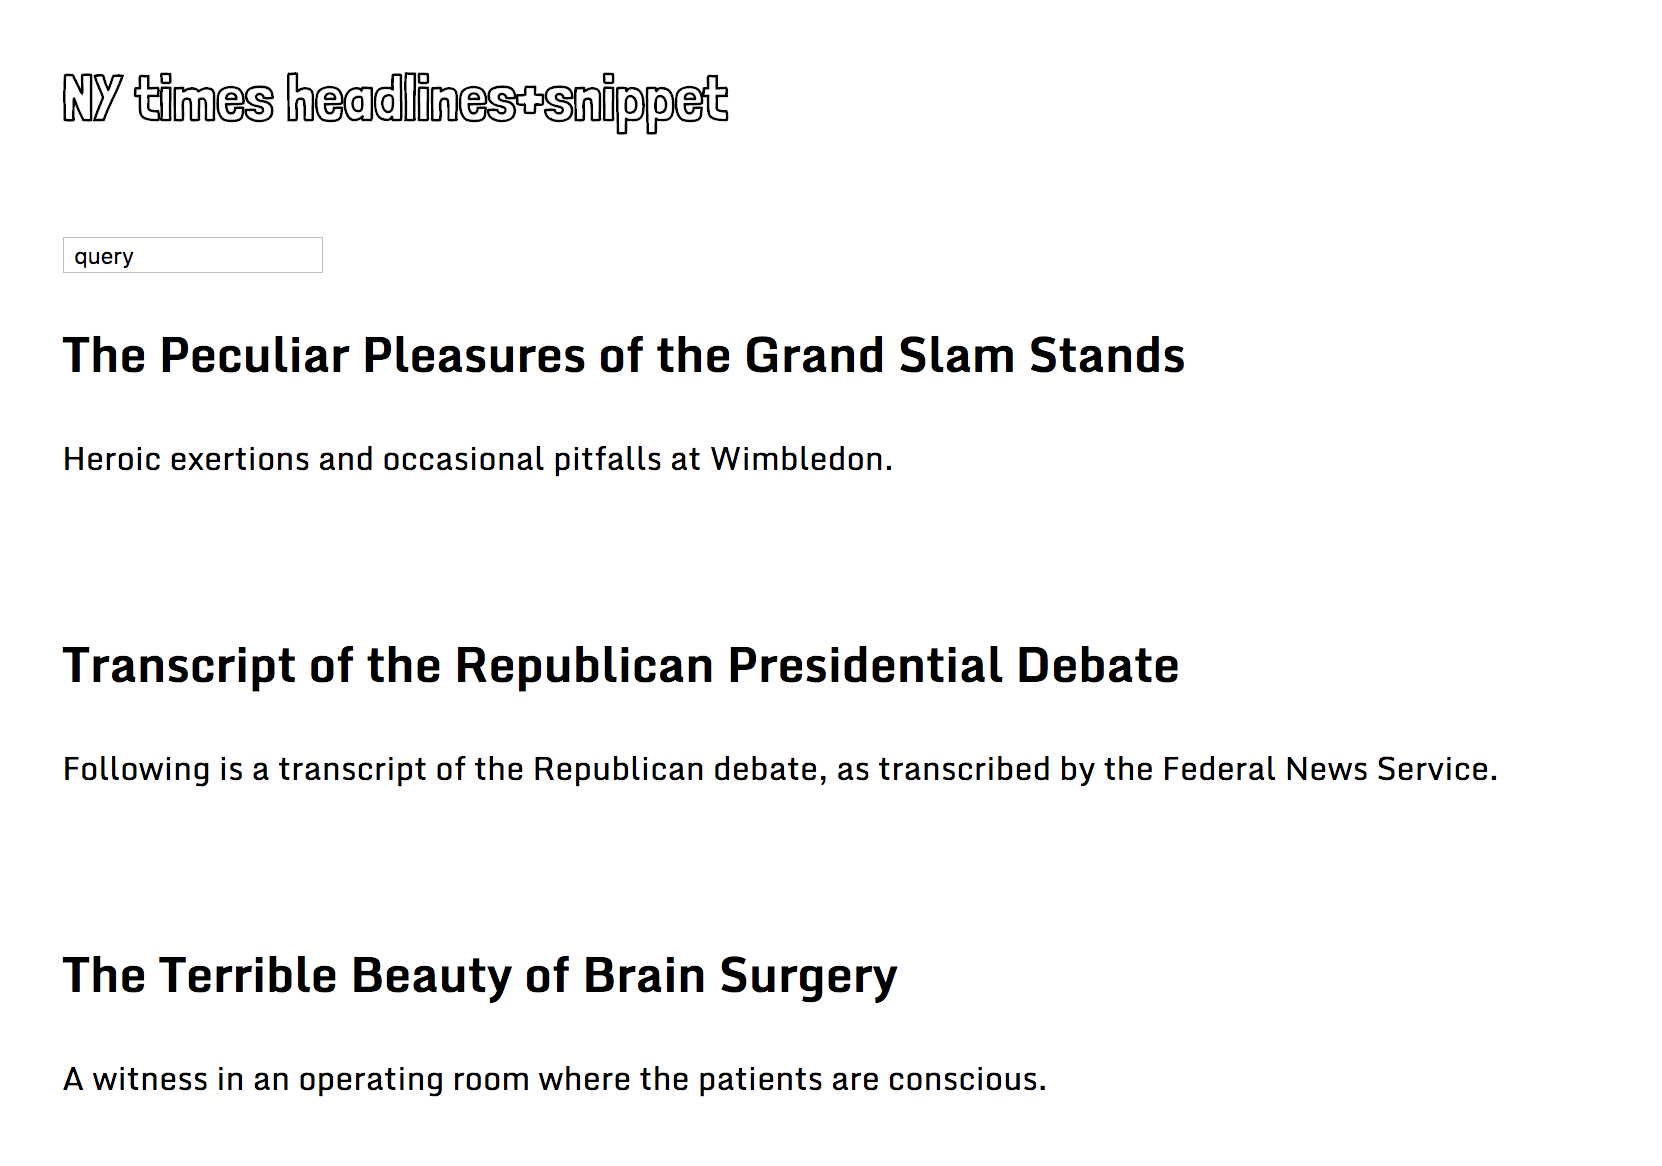 NY times headlines+snippet
query
The Peculiar Pleasures of the Grand Slam Stands
Heroic exertions and occasional pitfalls at Wimbledon.
Transcript of the Republican Presidential Debate
Following is a transcript of the Republican debate, as transcribed by the Federal News Service.
The Terrible Beauty of Brain Surgery
A witness in an operating room where the patients are conscious.